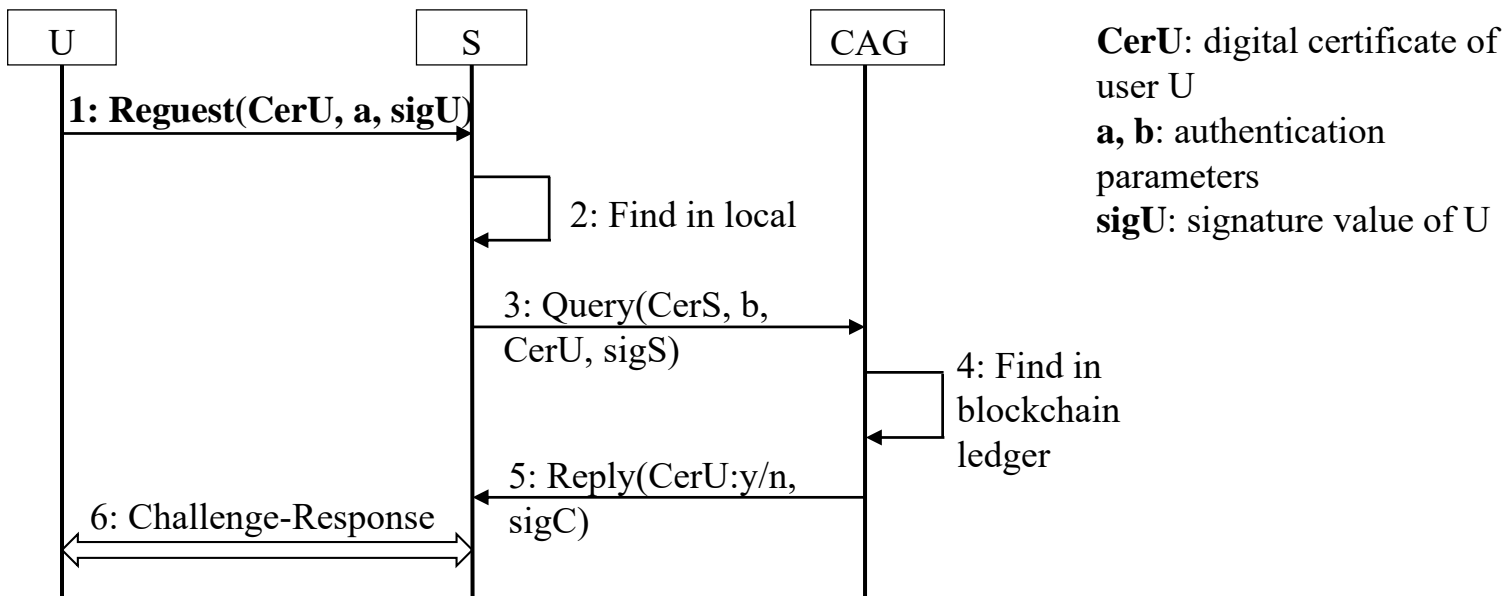 U
S
CAG
1: Reguest(CerU, a, sigU)
2: Find in local
3: Query(CerS, b,
CerU, sigS)
4: Find in
blockchain
ledger
5: Reply(CerU:y/n,
sigC)
6: Challenge-Response
CerU: digital certificate of
user U
a, b: authentication
parameters
sigU: signature value of U